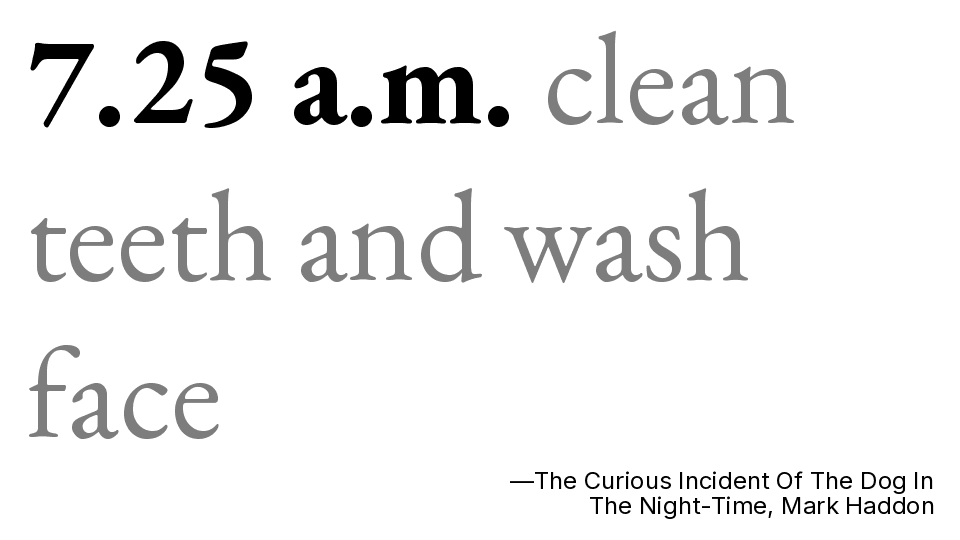 7.25 a.m. clean
teeth and wash
face
—The Curious Incident Of The Dog In
The Night-Time, Mark Haddon